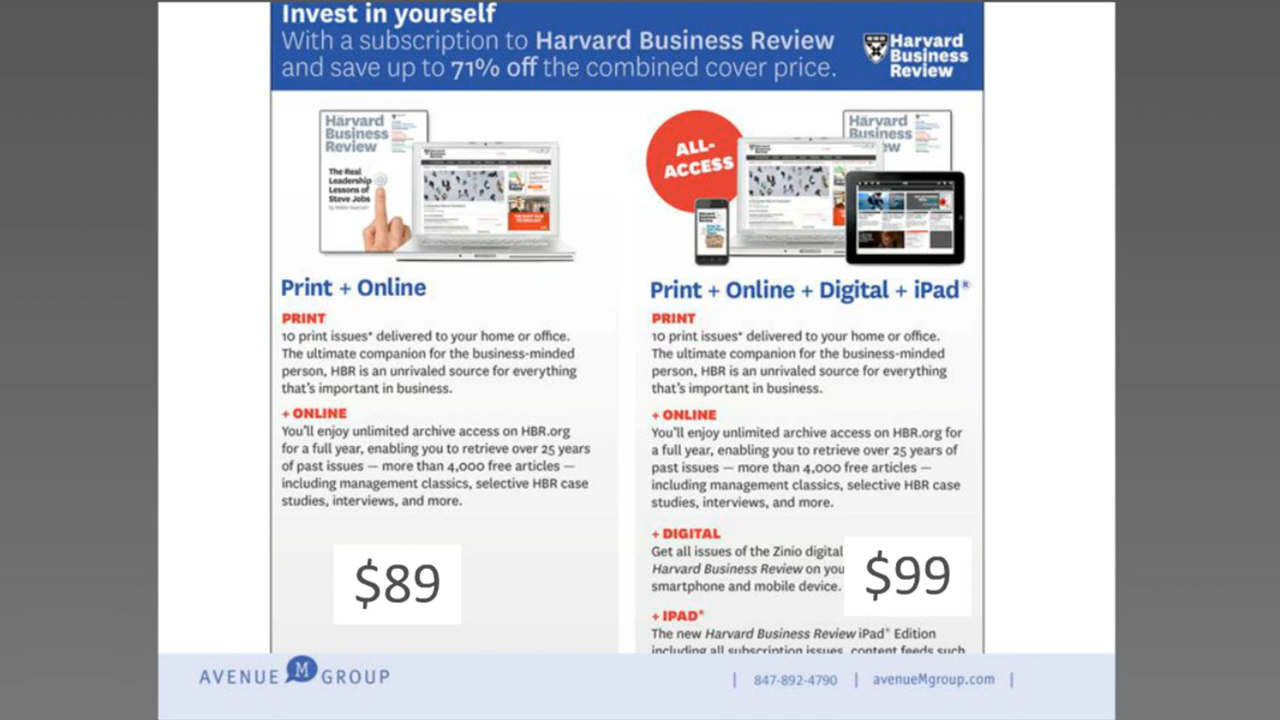 Invest in yourself
With a subscription to Harvard Business Review
and save up to 71% off the combined cover price.
Harvard
Business
Review
Harvard
Business
Review
The Real
Leadership
Lessons of
Steve Jobs
ALL-
ACCESS
Harvard
Business
Review
Print + Online
PRINT
10 print issues* delivered to your home or office.
The ultimate companion for the business-minded
person, HBR is an unrivaled source for everything
that's important in business.
+ ONLINE
You'll enjoy unlimited archive access on HBR.org
for a full year, enabling you to retrieve over 25 years
of past issues — more than 4,000 free articles —
including management classics, selective HBR case
studies, interviews, and more.
$89
Print + Online + Digital + iPad®
PRINT
10 print issues* delivered to your home or office.
The ultimate companion for the business-minded
person, HBR is an unrivaled source for everything
that's important in business.
+ ONLINE
You'll enjoy unlimited archive access on HBR.org for
a full year, enabling you to retrieve over 25 years of
past issues — more than 4,000 free articles —
including management classics, selective HBR case
studies, interviews, and more.
+ DIGITAL
Get all issues of the Zinio digital
Harvard Business Review on you
smartphone and mobile device.
$99
+ IPAD®
The new Harvard Business Review iPad® Edition
including all subscription issues, content feeds such
AVENUE M GROUP
| 847-892-4790 | avenueMgroup.com |